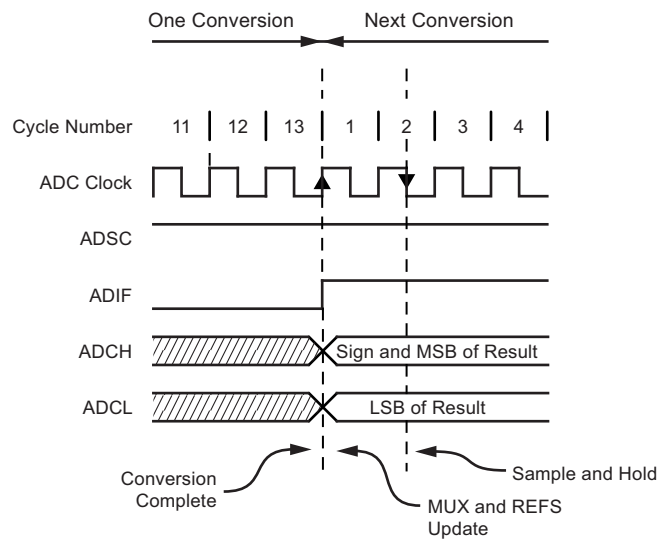 One Conversion Next Conversion
Cycle Number 11 12 13 1 2 3 4
ADC Clock
ADSC
ADIF
ADCH Sign and MSB of Result
ADCL LSB of Result
Conversion
Complete
Sample and Hold
MUX and REFS
Update